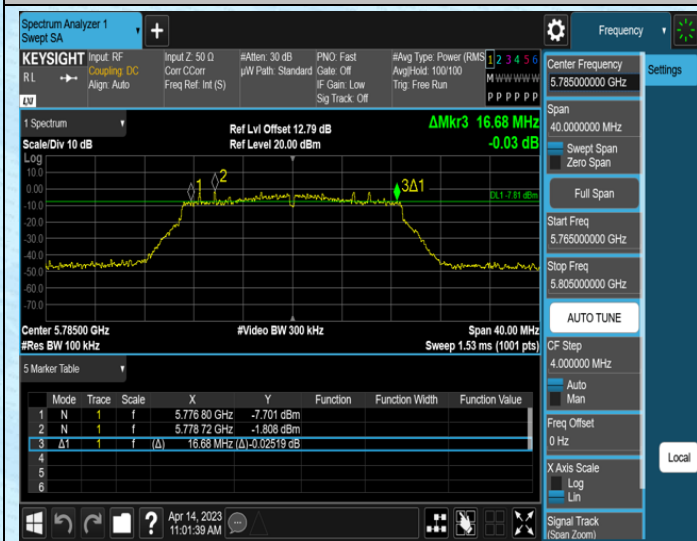 Spectrum Analyzer 1
Swept SA
Frequency
KEYSIGHT
RL
LXI
Input: RF
Coupling: DC
Align: Auto
Input Z: 50 Ω
Corr CCorr
Freq Ref: Int (S)
#Atten: 30 dB
µW Path: Standard
PNO: Fast
Gate: Off
IF Gain: Low
Sig Track: Off
#Avg Type: Power (RMS
Avg|Hold: 100/100
Trig: Free Run
1 2 3 4 5 6
M W W W W W
P P P P P P
1 Spectrum
Scale/Div 10 dB
Ref Lvl Offset 12.79 dB
Ref Level 20.00 dBm
ΔMkr3 16.68 MHz
-0.03 dB
Log
10.0
0.00
-10.0
-20.0
-30.0
-40.0
-50.0
-60.0
-70.0
1
2
3Δ1
DL1 -7.81 dBm
Center 5.78500 GHz
#Video BW 300 kHz
Span 40.00 MHz
#Res BW 100 kHz
Sweep 1.53 ms (1001 pts)
5 Marker Table
Mode Trace Scale X Y Function Function Width Function Value
1 N 1 f 5.776 80 GHz -7.701 dBm
2 N 1 f 5.778 72 GHz -1.808 dBm
3 Δ1 1 f (Δ) 16.68 MHz (Δ) -0.02519 dB
4
5
6
Apr 14, 2023
11:01:39 AM
Center Frequency
5.785000000 GHz
Span
40.0000000 MHz
Swept Span
Zero Span
Full Span
Start Freq
5.765000000 GHz
Stop Freq
5.805000000 GHz
AUTO TUNE
CF Step
4.000000 MHz
Auto
Man
Freq Offset
0 Hz
X Axis Scale
Log
Lin
Signal Track
(Span Zoom)
Settings
Local